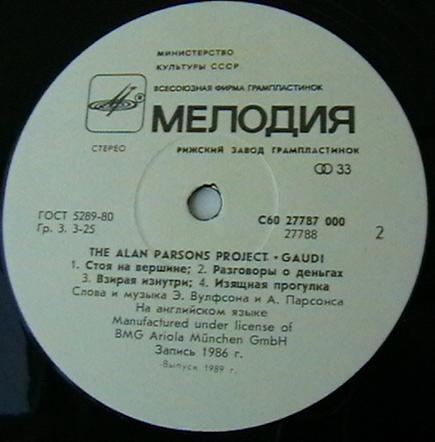 МИНИСТЕРСТВО
КУЛЬТУРЫ СССР
ВСЕСОЮЗНАЯ ФИРМА ГРАМПЛАСТИНОК
МЕЛОДИЯ
СТЕРЕО РИЖСКИЙ ЗАВОД ГРАМПЛАСТИНОК
33
ГОСТ 5289-80 С60 27787 000
Гр. 3. 3-25 27788 2
THE ALAN PARSONS PROJECT • GAUDI
1. Стоя на вершине; 2. Разговоры о деньгах
3. Взирая изнутри; 4. Изящная прогулка
Слова и музыка Э. Вулфсона и А. Парсонса
На английском языке
Manufactured under license of
BMG Ariola München GmbH
Запись 1986 г.
·Выпуск 1989 г.·